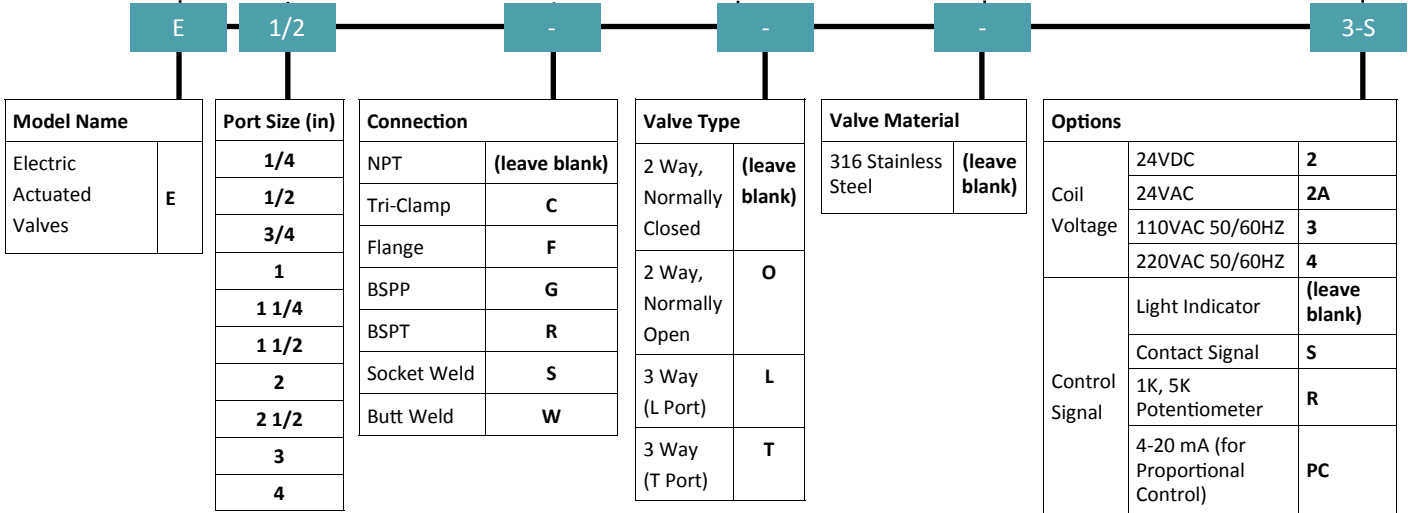 E 1/2 - - - 3-S
Model Name
Electric
Actuated
Valves
E
Port Size (in)
1/4
1/2
3/4
1
1 1/4
1 1/2
2
2 1/2
3
4
Connection
NPT (leave blank)
Tri-Clamp C
Flange F
BSPP G
BSPT R
Socket Weld S
Butt Weld W
Valve Type
2 Way,
Normally
Closed
(leave
blank)
2 Way,
Normally
Open
O
3 Way
(L Port)
L
3 Way
(T Port)
T
Valve Material
316 Stainless
Steel
(leave
blank)
Options
Coil
Voltage
24VDC 2
24VAC 2A
110VAC 50/60HZ 3
220VAC 50/60HZ 4
Control
Signal
Light Indicator
(leave
blank)
Contact Signal S
1K, 5K
Potentiometer
R
4-20 mA (for
Proportional
Control)
PC